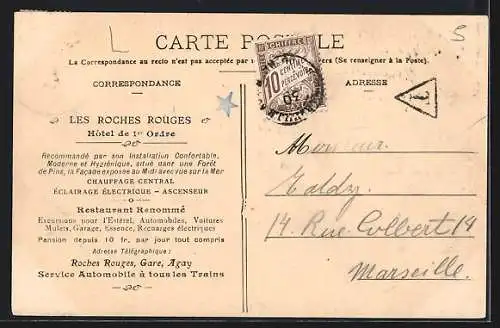 L
5
CARTE POSTALE
La Correspondance au recto n'est pas acceptée par (Se renseigner à la Poste).
CORRESPONDANCE
ADRESSE
CHIFFRE
10
CENTIMES
À PERCEVOIR
T
LES ROCHES ROUGES
Hôtel de 1er Ordre
Recommandé par son Installation Confortable,
Moderne et Hygiénique, situé dans une Forêt
de Pins, la Façade exposée au Midi avec vue sur la Mer
CHAUFFAGE CENTRAL
ÉCLAIRAGE ÉLECTRIQUE - ASCENSEUR
Restaurant Renommé
Excursions pour l'Estérel, Automobiles, Voitures
Mulets, Garage, Essence, Recharges électriques
Pension depuis 10 fr. par jour tout compris
Adresse Télégraphique :
Roches Rouges, Gare, Agay
Service Automobile à tous les Trains
Monsieur
14 Rue Colbert 14
Marseille.